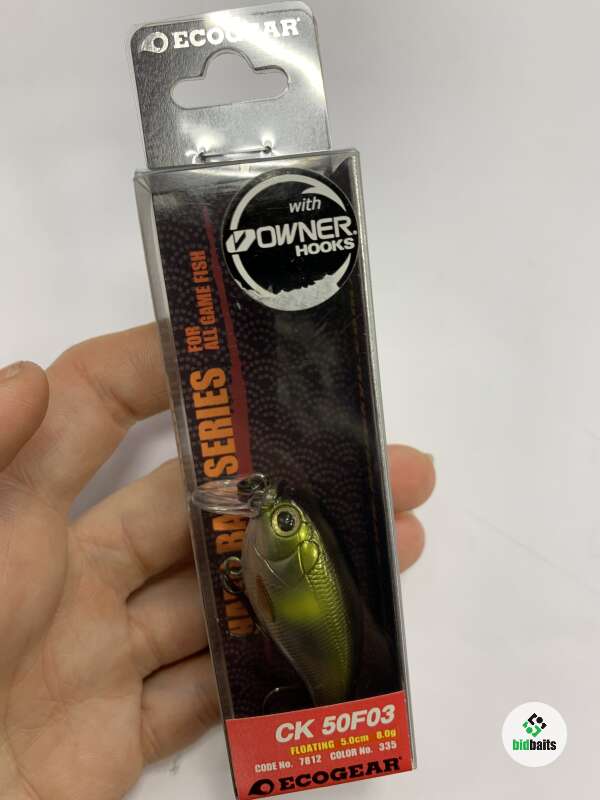 ECOGEAR
with
OWNER
HOOKS
FOR
ALL GAME FISH
SERIES
CK 50F03
FLOATING 5.0cm 8.0g
CODE No. 7812 COLOR No. 335
ECOGEAR
bidbaits